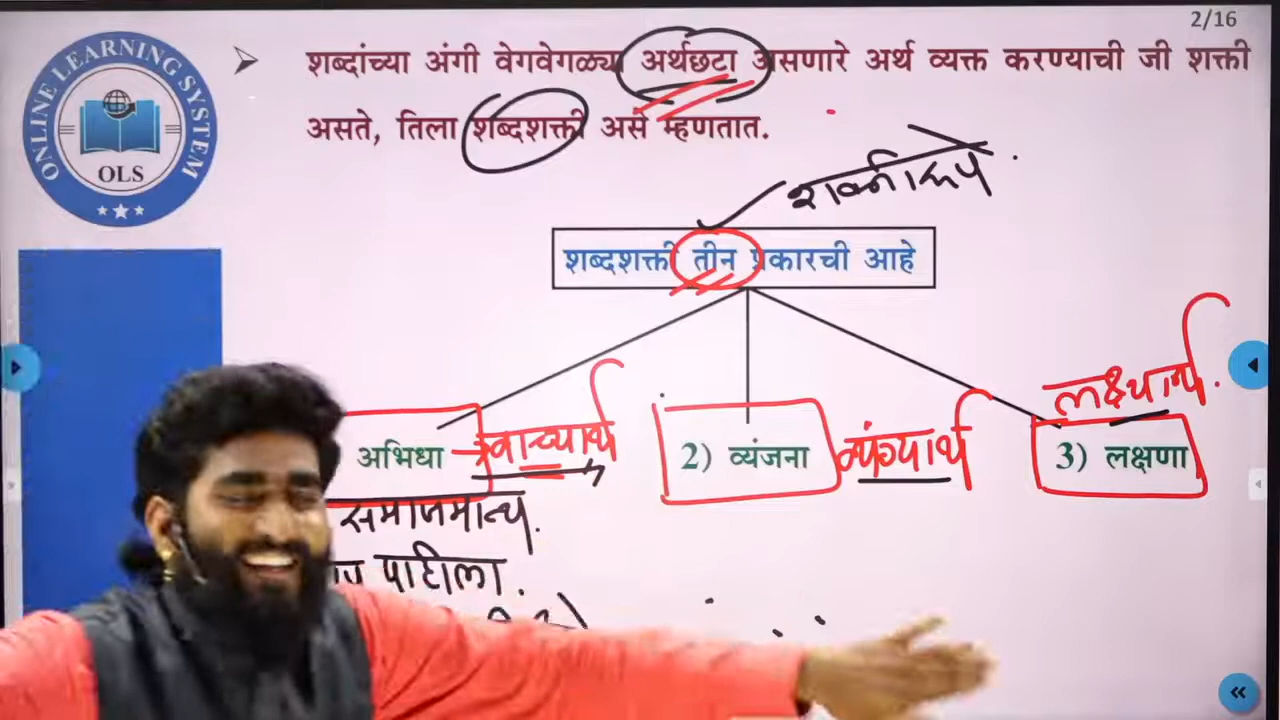 2/16
ONLINE LEARNING SYSTEM
OLS
शब्दांच्या अंगी वेगवेगळ्या अर्थछटा असणारे अर्थ व्यक्त करण्याची जी शक्ती
असते, तिला शब्दशक्ती असे म्हणतात.
शब्दशक्ती तीन प्रकारची आहे
लक्ष्यार्थ.
अभिधा वाच्यार्थ 2) व्यंजना व्यंग्यार्थ 3) लक्षणा
समाजमान्य.
पाटीला.